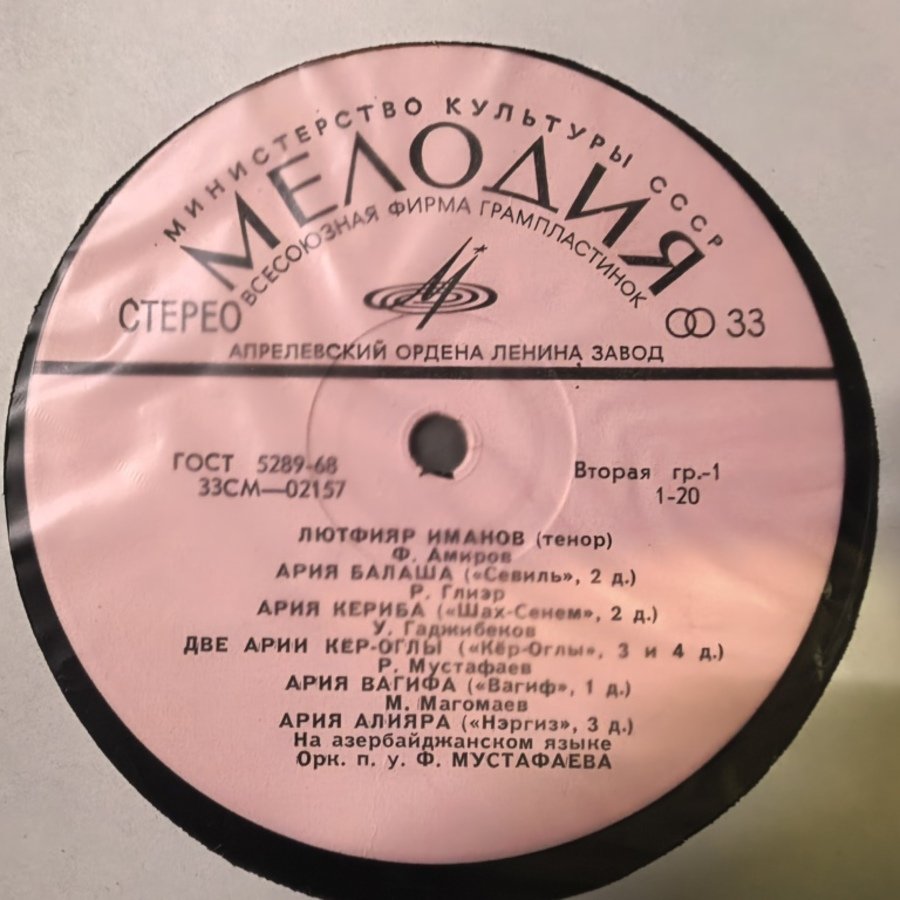 МИНИСТЕРСТВО КУЛЬТУРЫ СССР
МЕЛОДИЯ
ВСЕСОЮЗНАЯ ФИРМА ГРАМПЛАСТИНОК
СТЕРЕО
33
АПРЕЛЕВСКИЙ ОРДЕНА ЛЕНИНА ЗАВОД
ГОСТ 5289-68
Вторая гр.-1
33СМ—02157
1-20
ЛЮТФИЯР ИМАНОВ (тенор)
Ф. Амиров
АРИЯ БАЛАША («Севиль», 2 д.)
Р. Глиэр
АРИЯ КЕРИБА («Шах-Сенем», 2 д.)
У. Гаджибеков
ДВЕ АРИИ КЕР-ОГЛЫ («Кёр-Оглы», 3 и 4 д.)
Р. Мустафаев
АРИЯ ВАГИФА («Вагиф», 1 д.)
М. Магомаев
АРИЯ АЛИЯРА («Нэргиз», 3 д.)
На азербайджанском языке
Орк. п. у. Ф. МУСТАФАЕВА